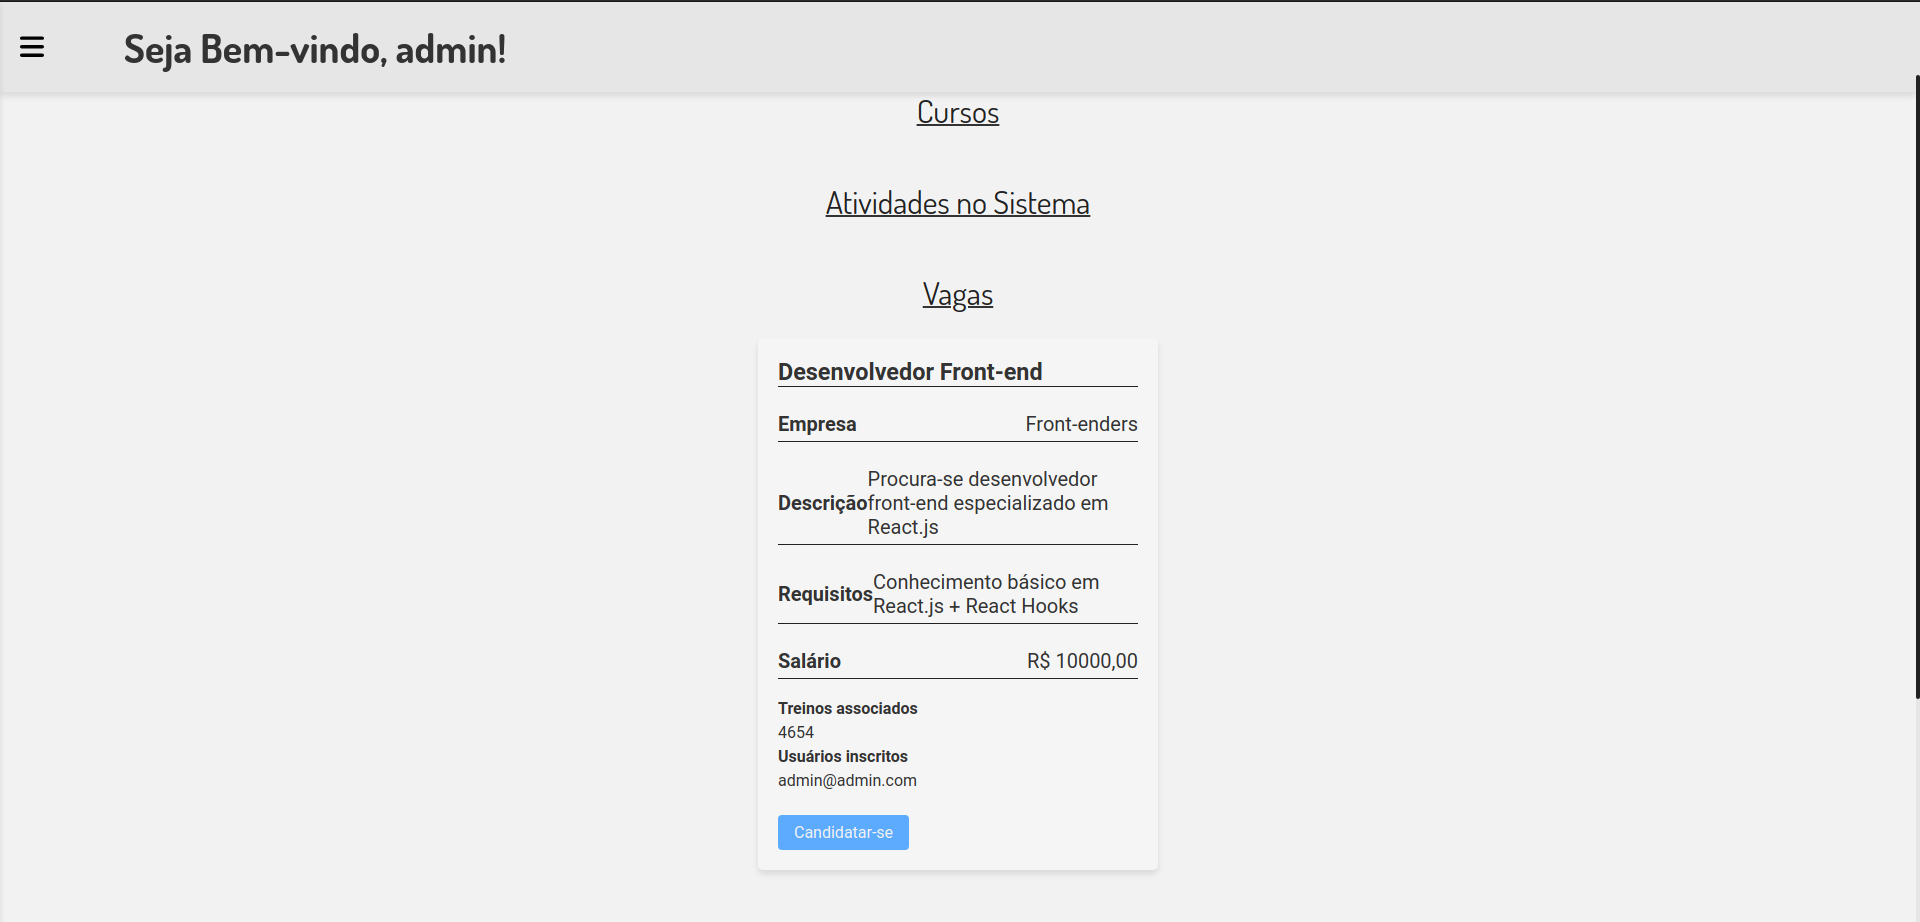 Seja Bem-vindo, admin!
Cursos
Atividades no Sistema
Vagas
Desenvolvedor Front-end
Empresa Front-enders
Descrição Procura-se desenvolvedor
front-end especializado em
React.js
Requisitos Conhecimento básico em
React.js + React Hooks
Salário R$ 10000,00
Treinos associados
4654
Usuários inscritos
admin@admin.com
Candidatar-se